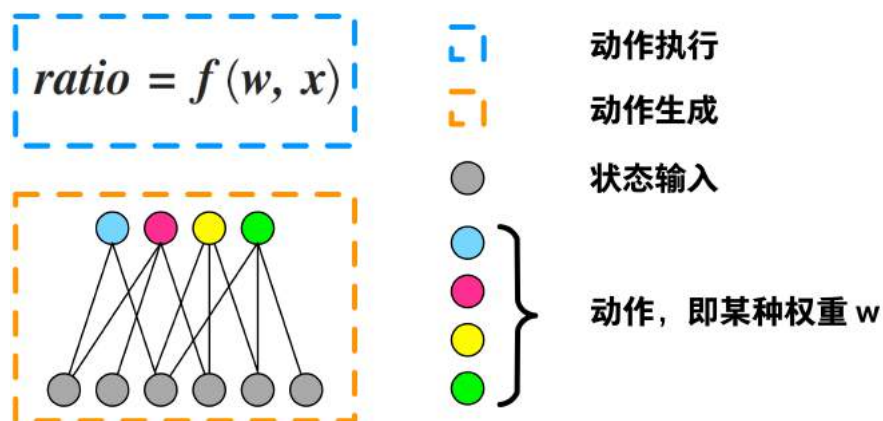 ratio = f (w, x)
动作执行
动作生成
状态输入
动作，即某种权重 w